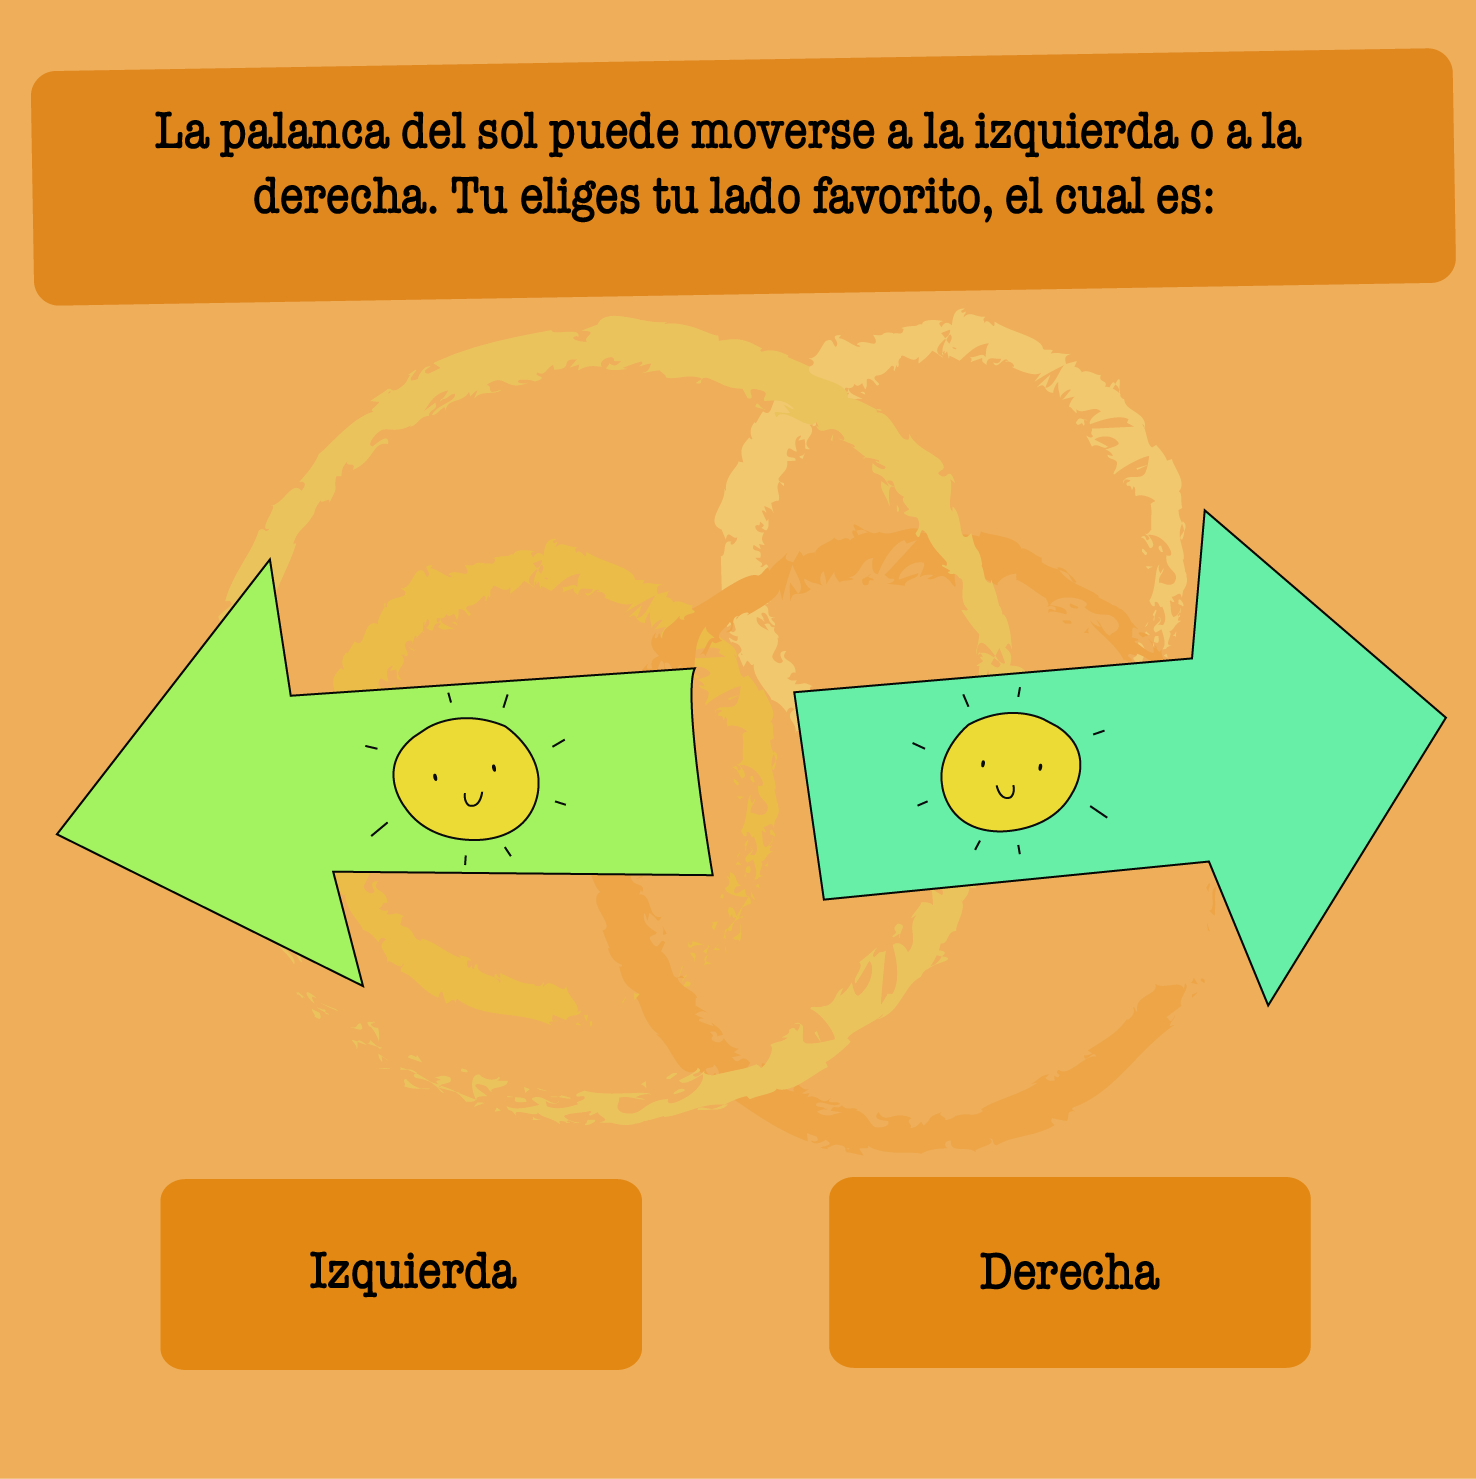 La palanca del sol puede moverse a la izquierda o a la
derecha. Tu eliges tu lado favorito, el cual es:
Izquierda
Derecha